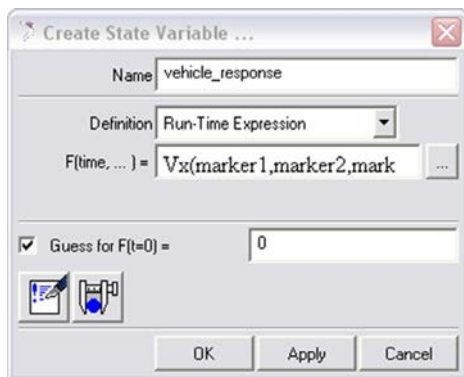 Create State Variable ...
Name vehicle_response
Definition Run-Time Expression
F(time, ... ) = Vx(marker1,marker2,mark ...
Guess for F(t=0) = 0
OK Apply Cancel